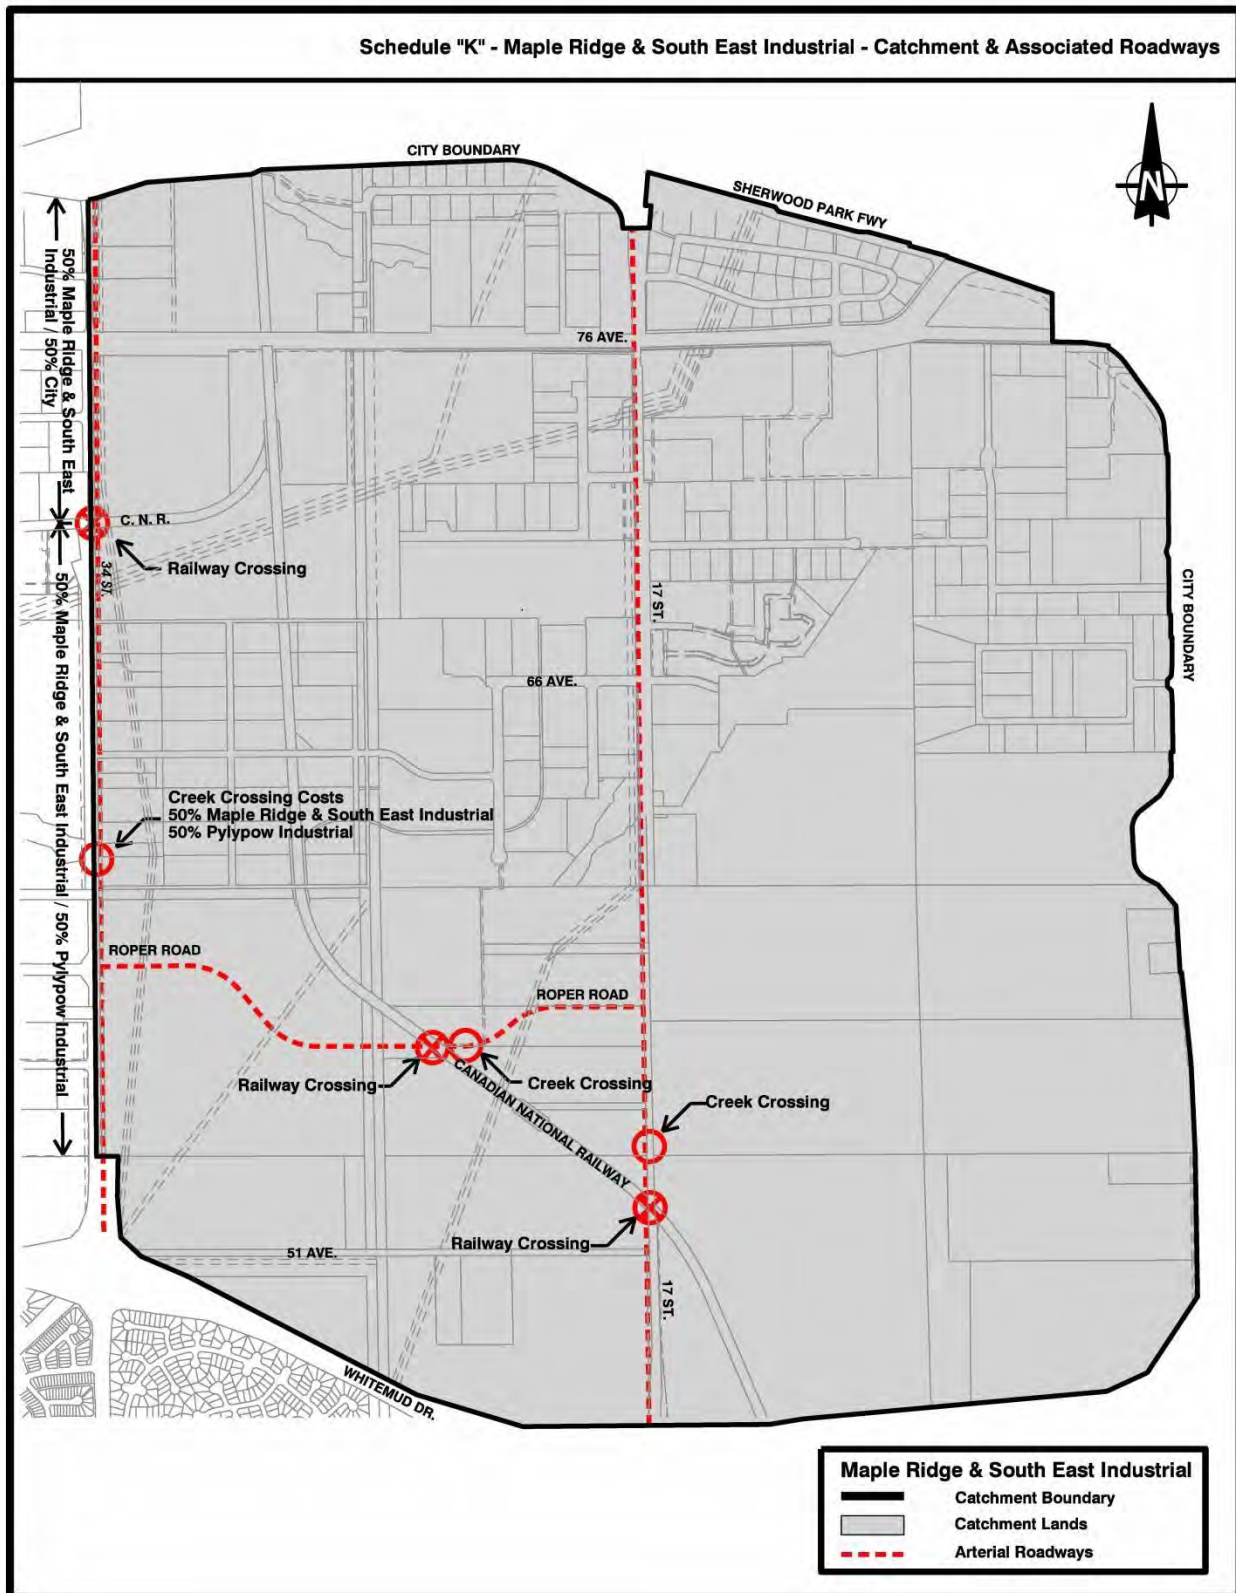 Schedule "K" - Maple Ridge & South East Industrial - Catchment & Associated Roadways
CITY BOUNDARY
SHERWOOD PARK FWY
N
50% Maple Ridge & South East
Industrial / 50% City
76 AVE.
C. N. R.
Railway Crossing
34 ST.
17 ST.
CITY BOUNDARY
66 AVE.
50% Maple Ridge & South East Industrial / 50% Pylypow Industrial
Creek Crossing Costs
50% Maple Ridge & South East Industrial
50% Pylypow Industrial
ROPER ROAD
ROPER ROAD
Railway Crossing
CANADIAN NATIONAL RAILWAY
Creek Crossing
Creek Crossing
Railway Crossing
51 AVE.
17 ST.
WHITEMUD DR.
Maple Ridge & South East Industrial
Catchment Boundary
Catchment Lands
Arterial Roadways